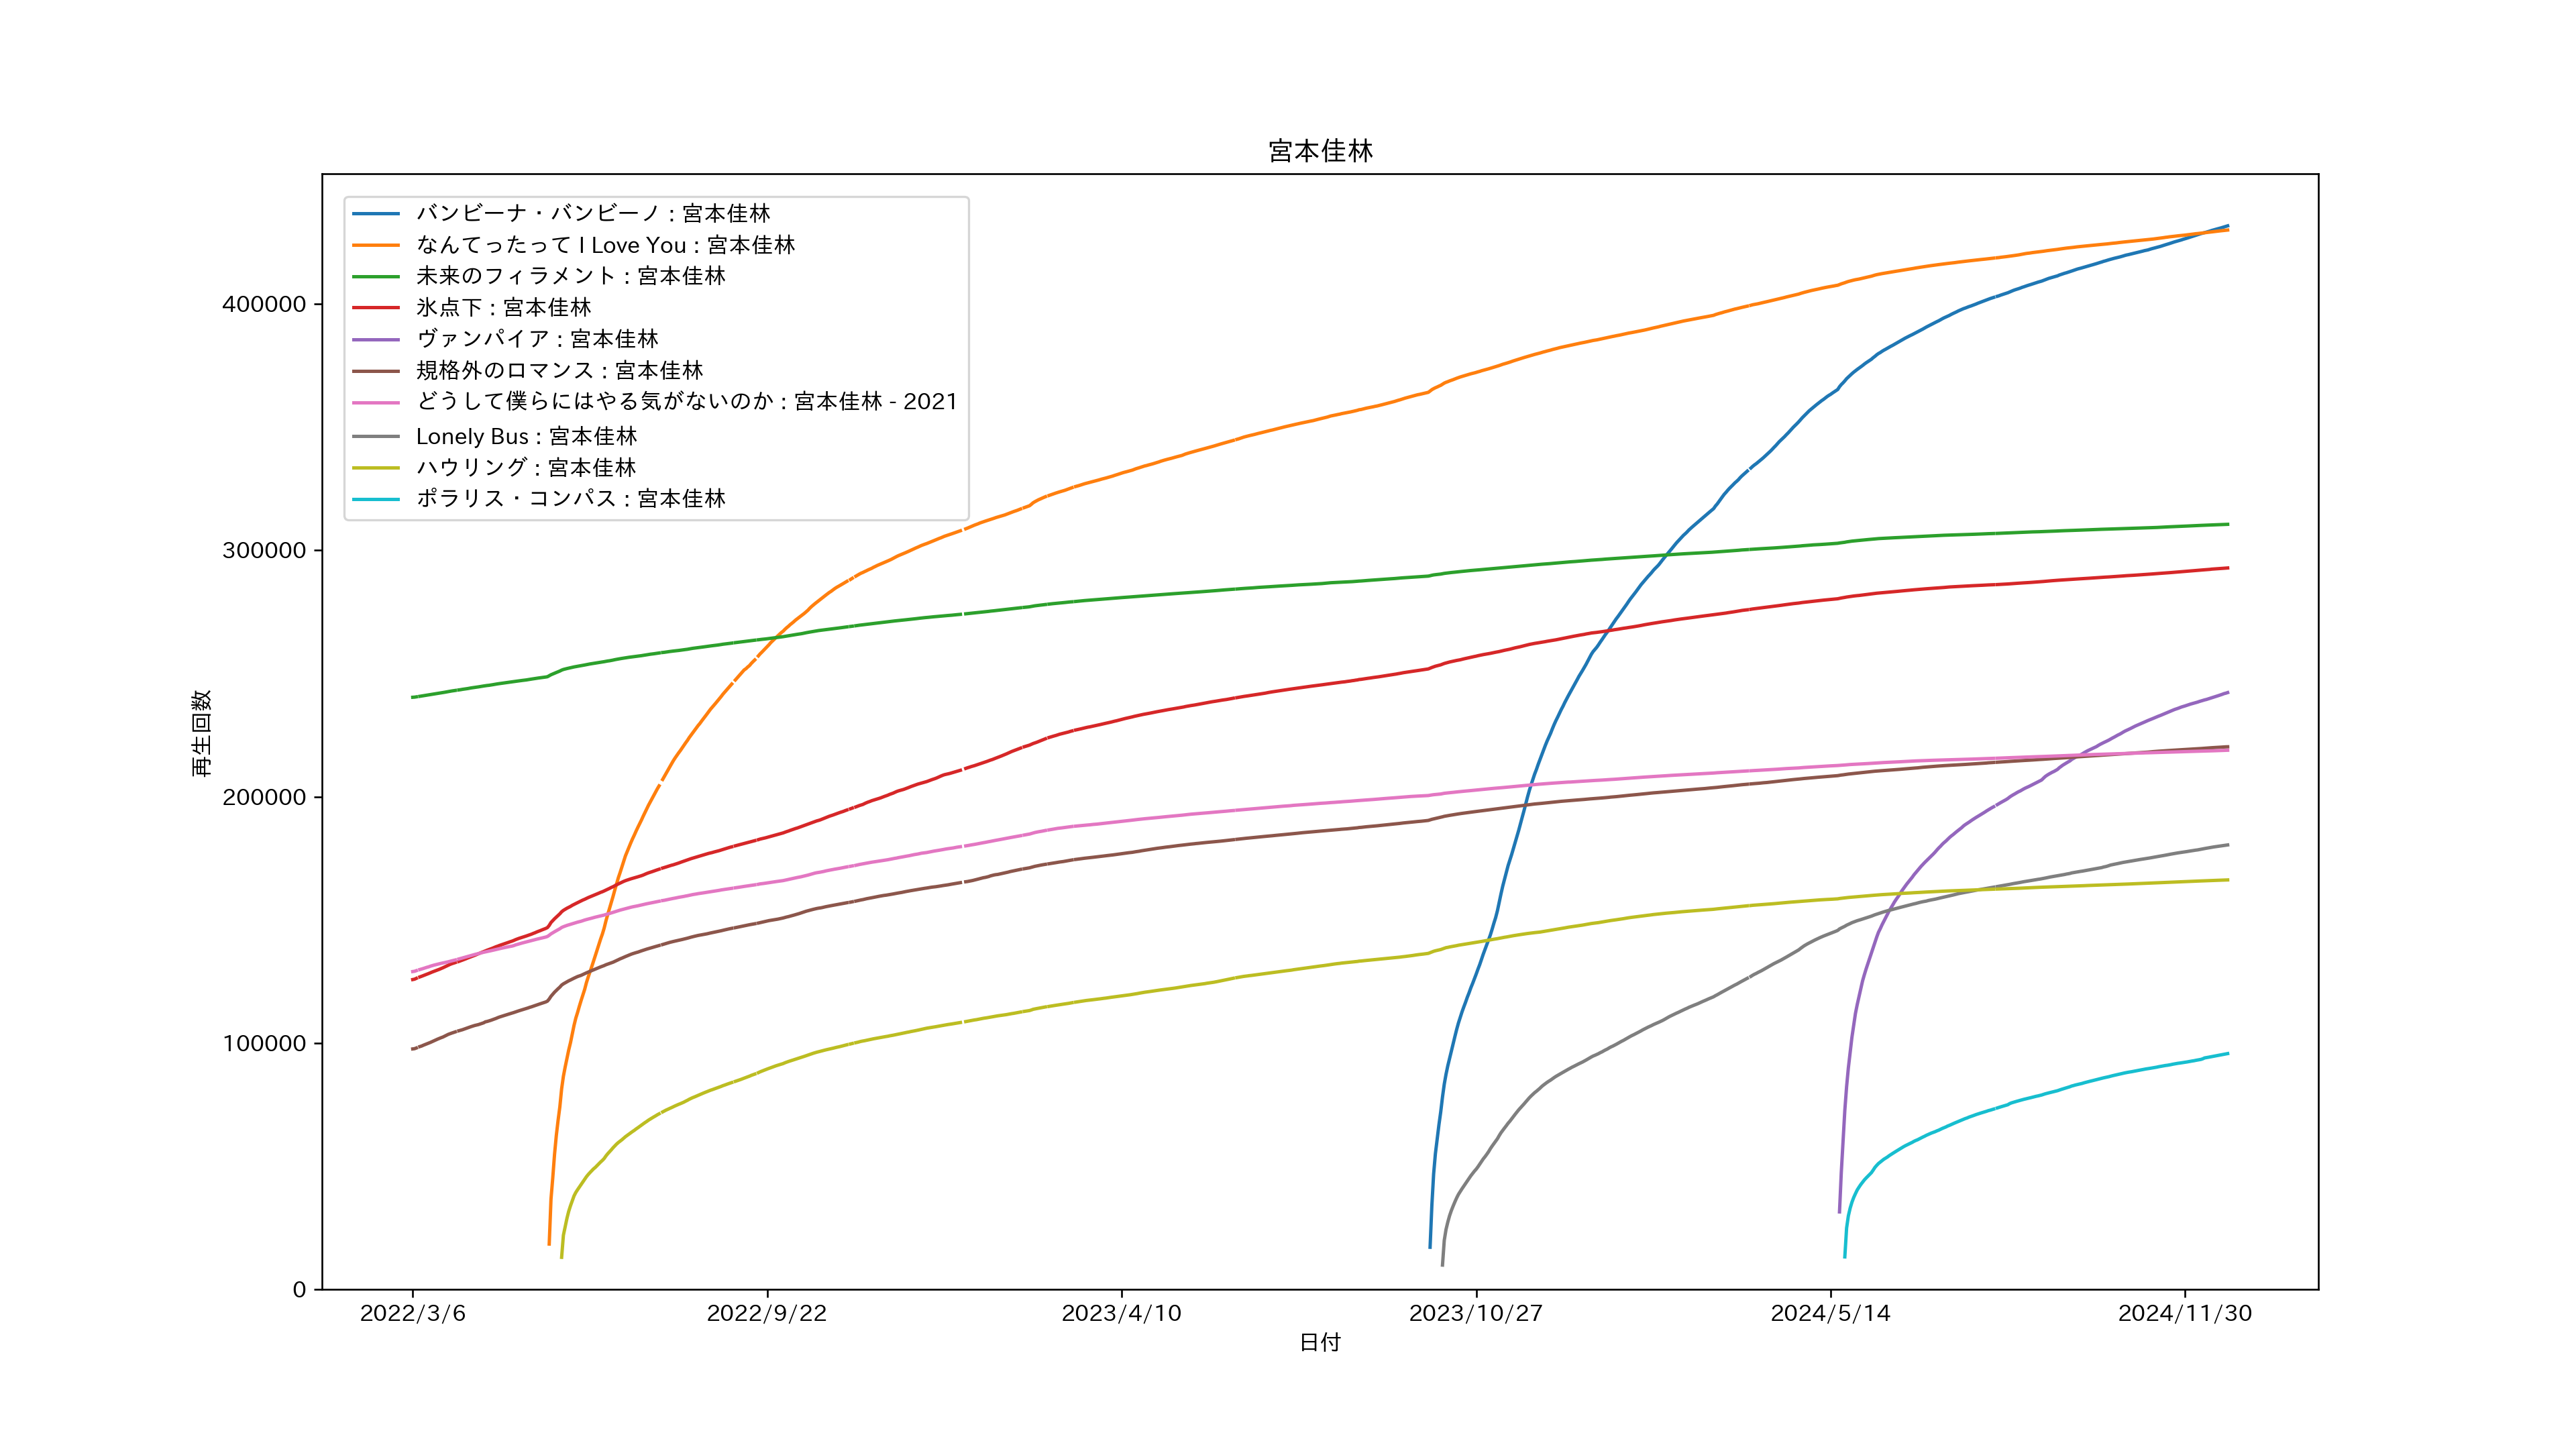 宮本佳林
バンビーナ・バンビーノ : 宮本佳林
なんてったって I Love You : 宮本佳林
未来のフィラメント : 宮本佳林
氷点下 : 宮本佳林
ヴァンパイア : 宮本佳林
規格外のロマンス : 宮本佳林
どうして僕らにはやる気がないのか : 宮本佳林 - 2021
Lonely Bus : 宮本佳林
ハウリング : 宮本佳林
ポラリス・コンパス : 宮本佳林
再生回数
400000
300000
200000
100000
0
2022/3/6
2022/9/22
2023/4/10
2023/10/27
2024/5/14
2024/11/30
日付